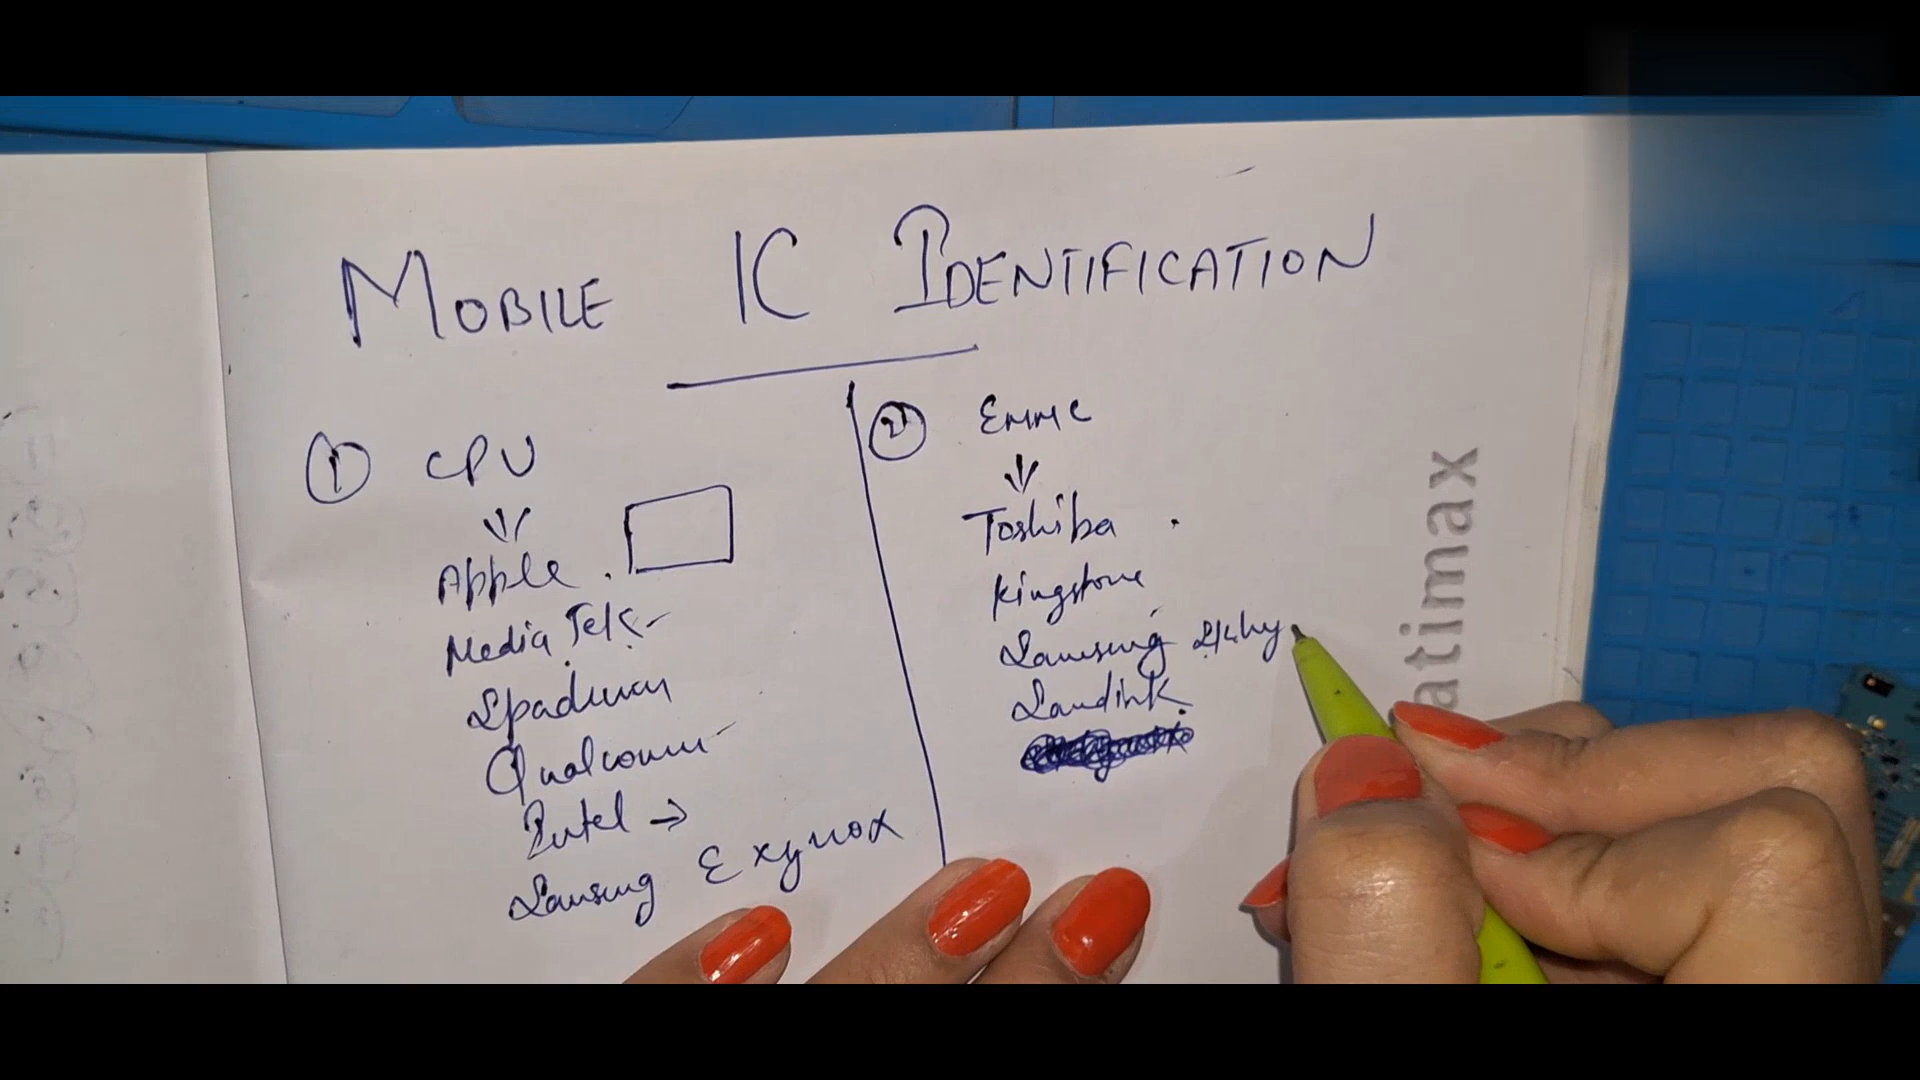 MOBILE IC IDENTIFICATION
① CPU
Apple.
Media Tek
Spadurm
Qualcomm
Intel →
Samsung Exynox
② EMMC
Toshiba
Kingstone
Samsung
Sandisk
atimax